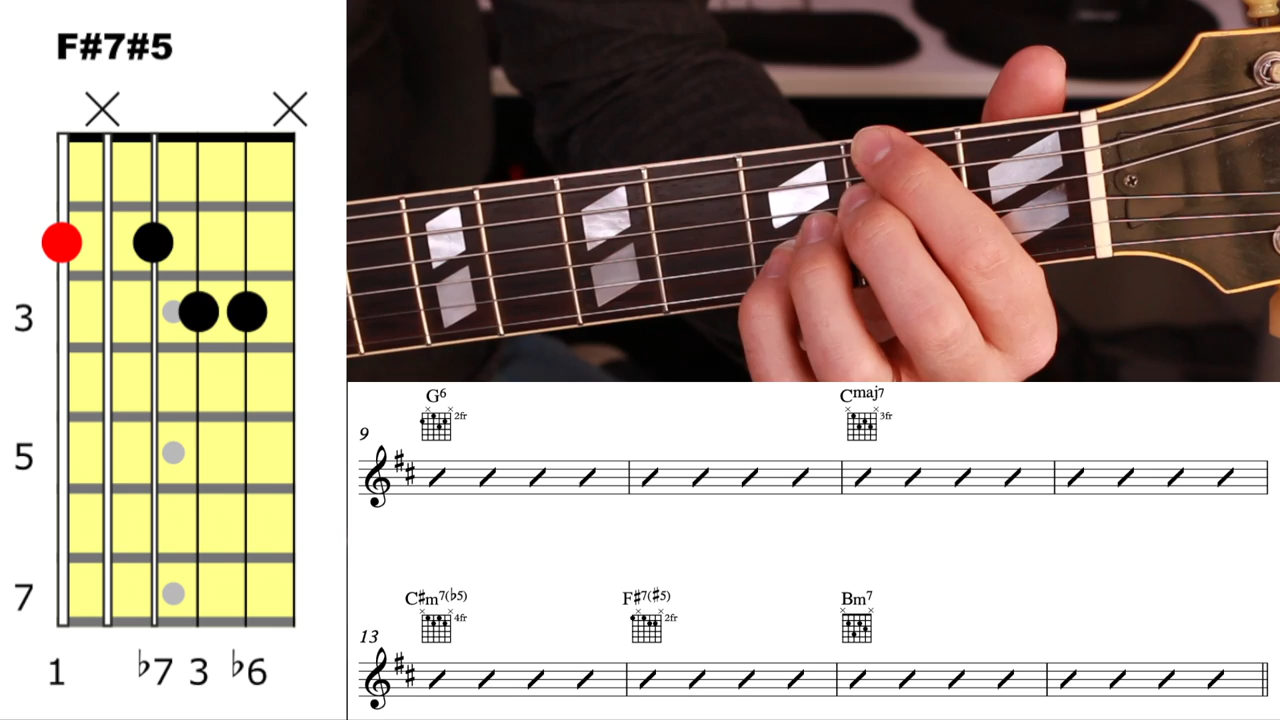 F#7#5
3
5
7
1 ♭7 3 ♭6
G6 Cmaj7
2fr 3fr
9
C♯m7(♭5) F♯7(♯5) Bm7
4fr 2fr
13